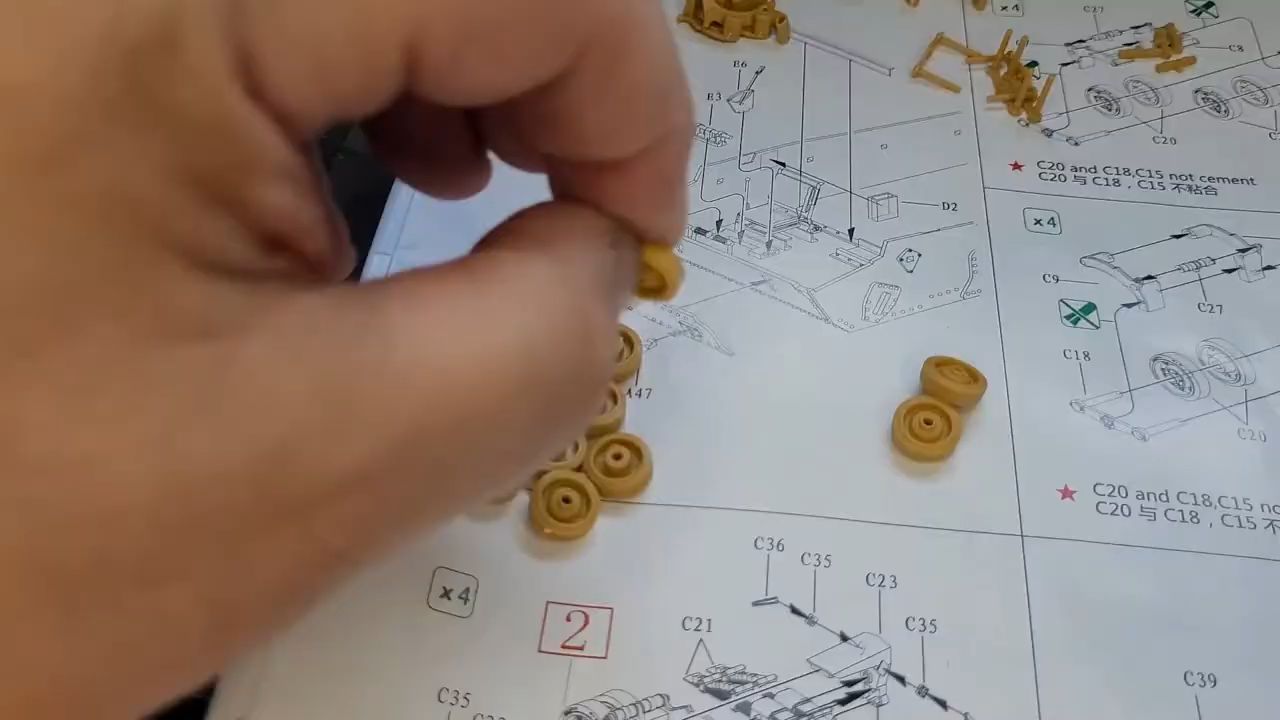 x4
C27
C8
C20
★ C20 and C18,C15 not cement
C20 与 C18，C15 不粘合
B6
B3
D2
A47
x4
C9
C27
C18
C20
★ C20 and C18,C15
C20 与 C18，C15
x4
2
C36
C35
C23
C21
C35
C35
C39